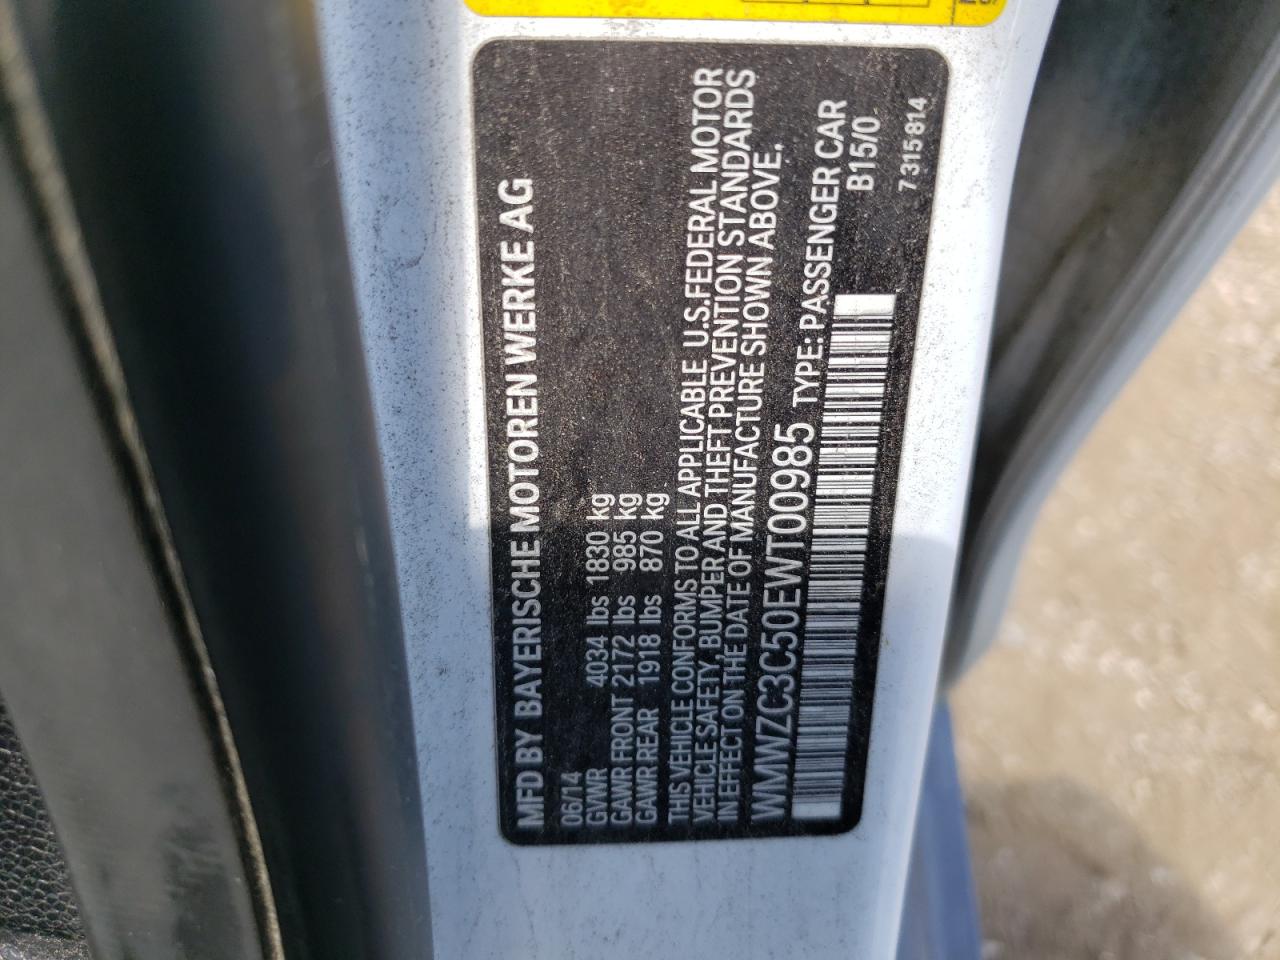 MFD BY BAYERISCHE MOTOREN WERKE AG
06/14
GVWR 4034 lbs 1830 kg
GAWR FRONT 2172 lbs 985 kg
GAWR REAR 1918 lbs 870 kg
THIS VEHICLE CONFORMS TO ALL APPLICABLE U.S.FEDERAL MOTOR
VEHICLE SAFETY, BUMPER AND THEFT PREVENTION STANDARDS
IN EFFECT ON THE DATE OF MANUFACTURE SHOWN ABOVE.
WMWZC3C50EWT00985 TYPE: PASSENGER CAR
B15/0
7 315 814